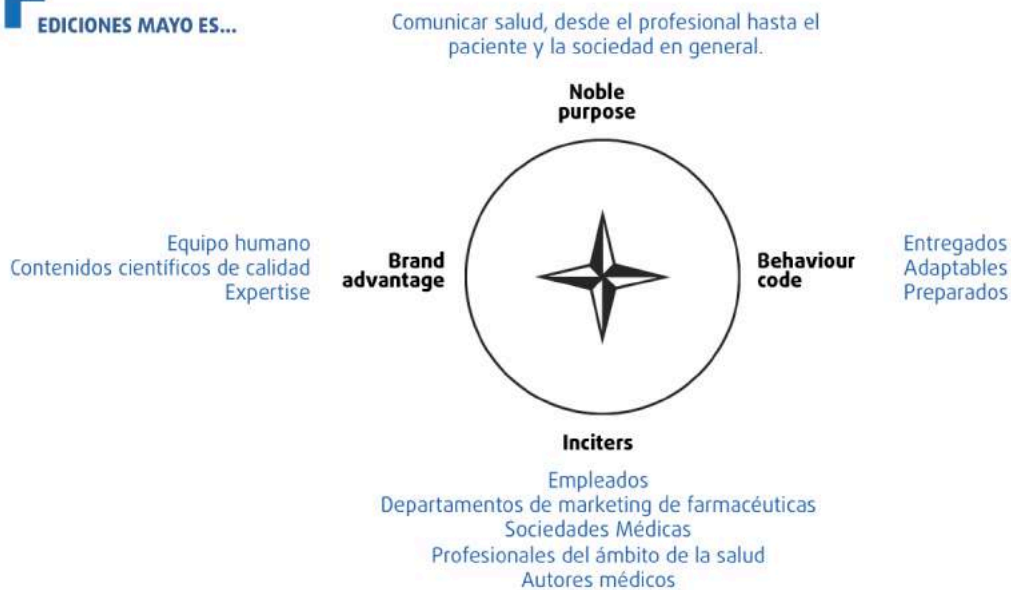 EDICIONES MAYO ES...
Comunicar salud, desde el profesional hasta el
paciente y la sociedad en general.
Noble
purpose
Equipo humano
Contenidos científicos de calidad
Expertise
Brand
advantage
Behaviour
code
Entregados
Adaptables
Preparados
Inciters
Empleados
Departamentos de marketing de farmacéuticas
Sociedades Médicas
Profesionales del ámbito de la salud
Autores médicos